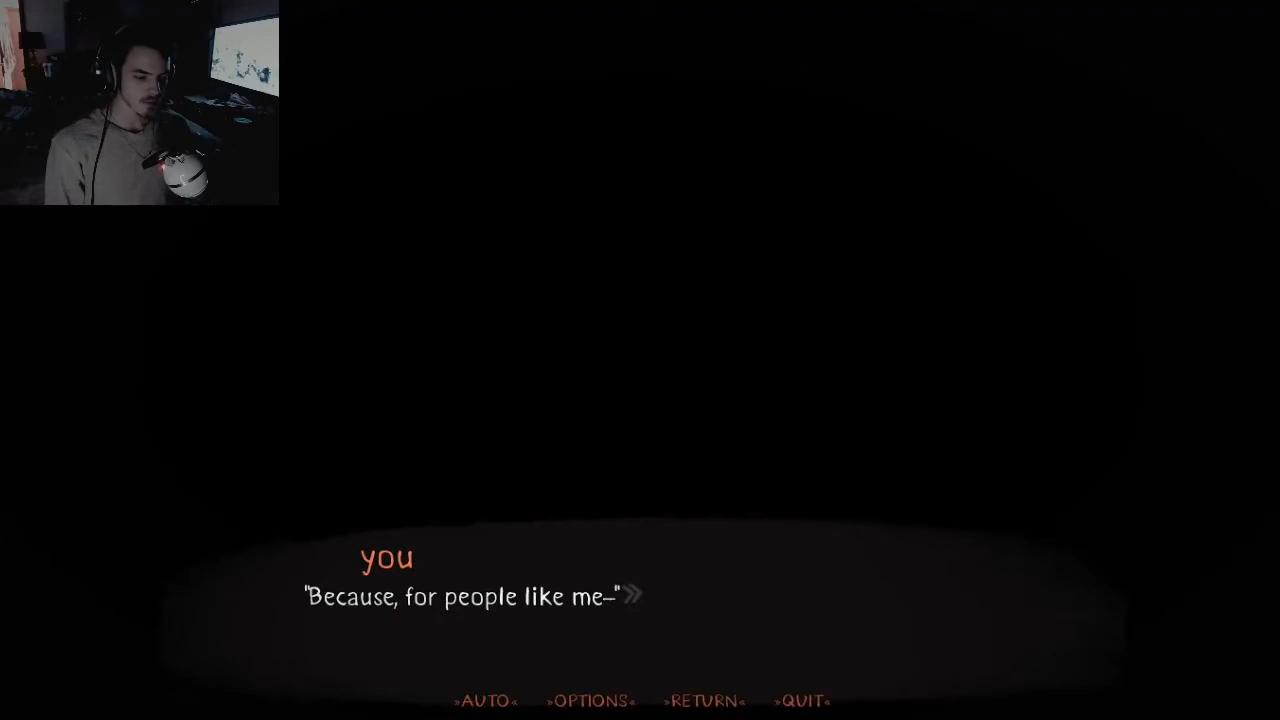 you
"Because, for people like me–"»
»AUTO« »OPTIONS« »RETURN« »QUIT«